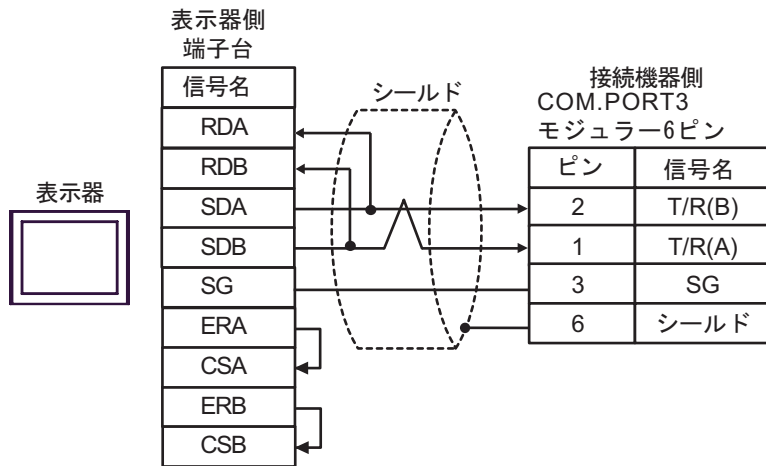 表示器
表示器側
端子台
信号名
RDA
RDB
SDA
SDB
SG
ERA
CSA
ERB
CSB
シールド
接続機器側
COM.PORT3
モジュラー6ピン
ピン 信号名
2 T/R(B)
1 T/R(A)
3 SG
6 シールド